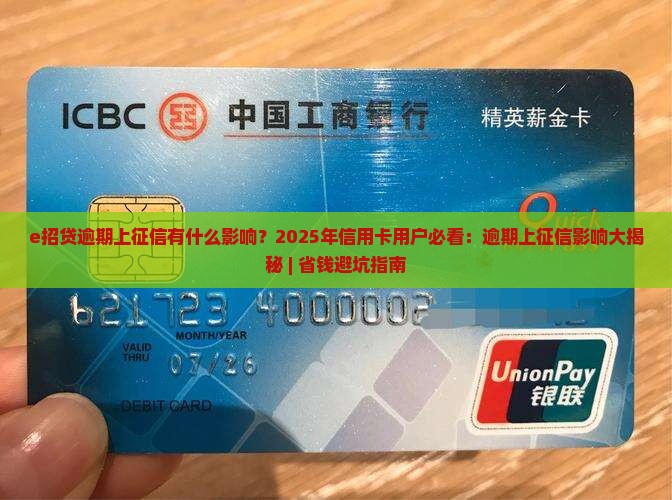 ICBC 中国工商银行 精英薪金卡
Quick
e招贷逾期上征信有什么影响？2025年信用卡用户必看：逾期上征信影响大揭
秘 | 省钱避坑指南
621723 4000002
MONTH/YEAR
VALID
THRU
07/26
UnionPay
银联
DEBIT CARD